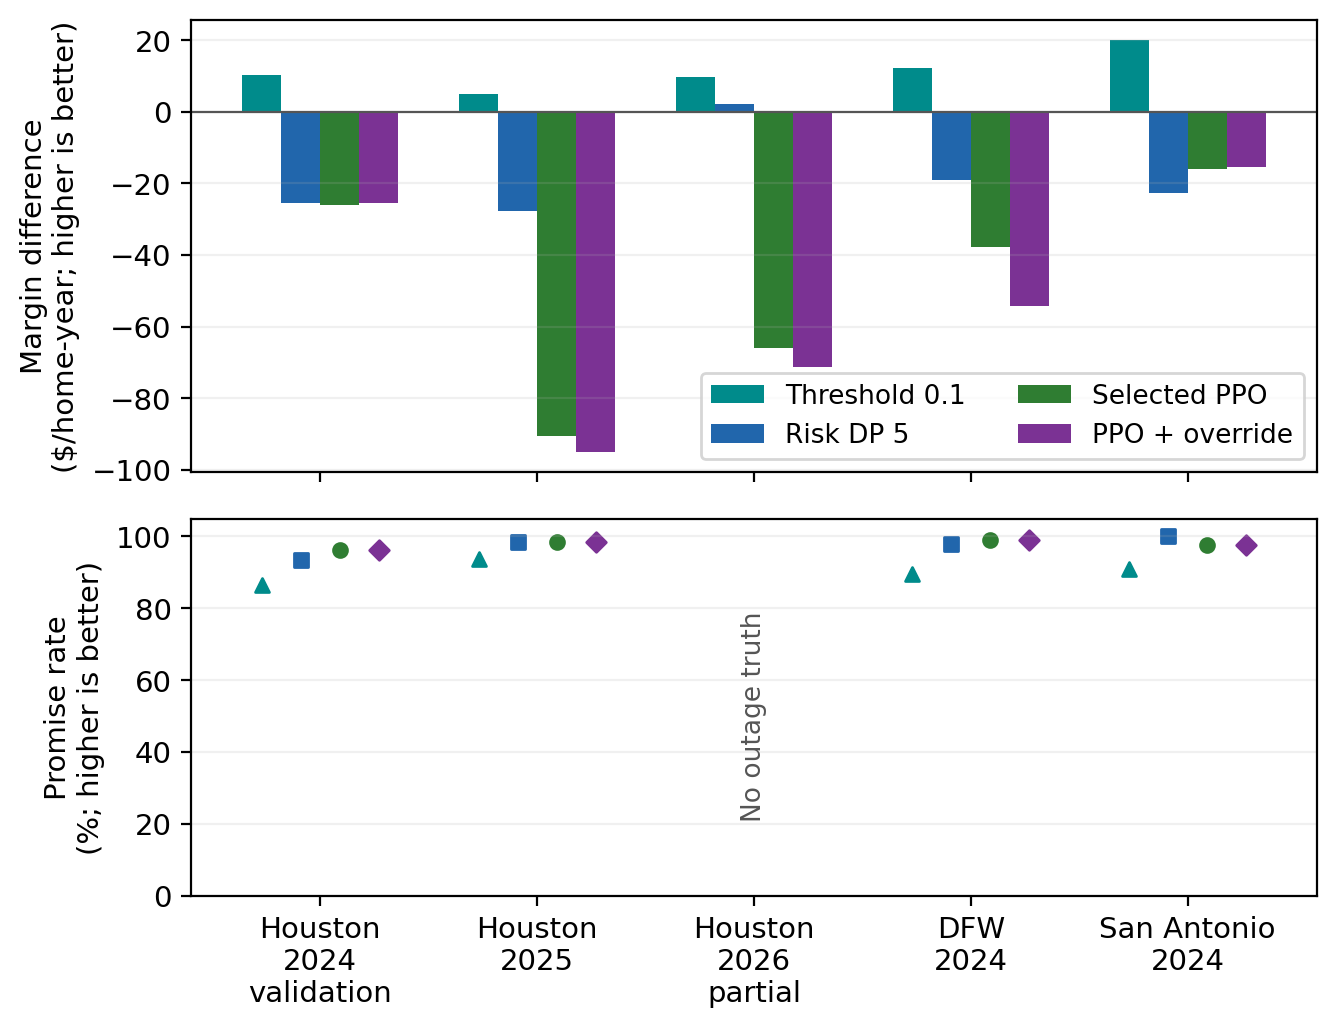 Margin difference
($/home-year; higher is better)
20
0
−20
−40
−60
−80
−100
Threshold 0.1
Risk DP 5
Selected PPO
PPO + override
Promise rate
(%; higher is better)
100
80
60
40
20
0
No outage truth
Houston
2024
validation
Houston
2025
Houston
2026
partial
DFW
2024
San Antonio
2024